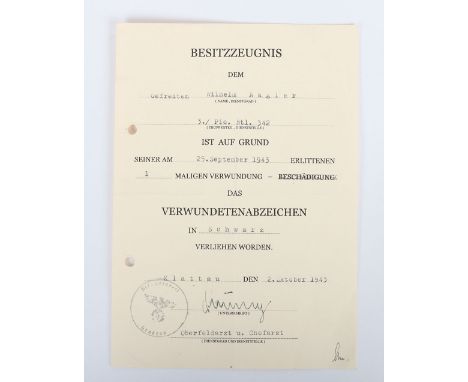 BESITZZEUGNIS
DEM
Gefreiten Wilhelm
(NAME, DIENSTGRAD)
3./ Pio. Btl. 342
(TRUPPENTEIL, DIENSTSTELLE)
IST AUF GRUND
SEINER AM 25.September 1943 ERLITTENEN
1 MALIGEN VERWUNDUNG – BESCHÄDIGUNG
DAS
VERWUNDETENABZEICHEN
IN Schwarz
VERLIEHEN WORDEN.
Klattau DEN 2.Oktober 1943
(UNTERSCHRIFT)
Oberfeldarzt u. Chefarzt
(DIENSTGRAD UND DIENSTSTELLE)